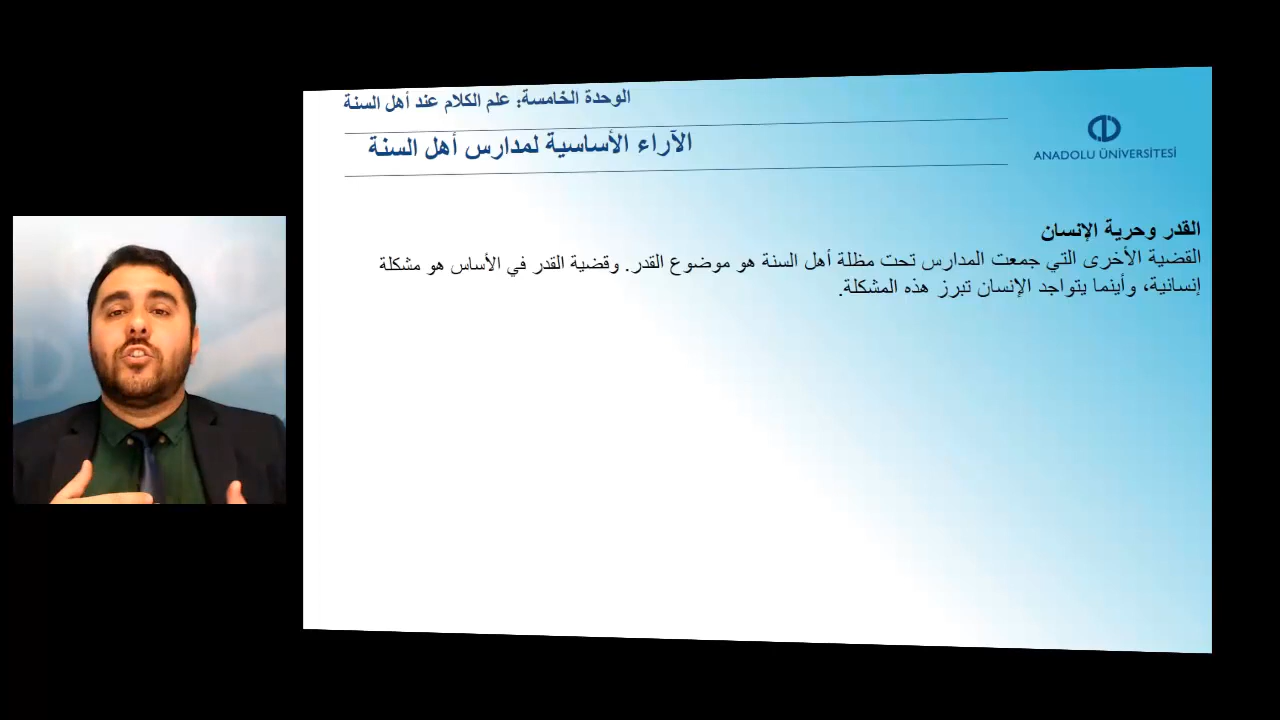 الوحدة الخامسة: علم الكلام عند أهل السنة
الآراء الأساسية لمدارس أهل السنة
ANADOLU ÜNİVERSİTESİ
القدر وحرية الإنسان
القضية الأخرى التي جمعت المدارس تحت مظلة أهل السنة هو موضوع القدر. وقضية القدر في الأساس هو مشكلة
إنسانية، وأينما يتواجد الإنسان تبرز هذه المشكلة.